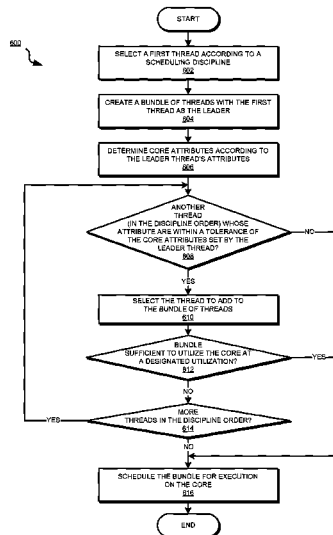 START
600
SELECT A FIRST THREAD ACCORDING TO A
SCHEDULING DISCIPLINE
602
CREATE A BUNDLE OF THREADS WITH THE FIRST
THREAD AS THE LEADER
604
DETERMINE CORE ATTRIBUTES ACCORDING TO
THE LEADER THREAD'S ATTRIBUTES
606
ANOTHER
THREAD
(IN THE DISCIPLINE ORDER) WHOSE
ATTRIBUTE ARE WITHIN A TOLERANCE OF
THE CORE ATTRIBUTES SET BY THE
LEADER THREAD?
608
NO
YES
SELECT THE THREAD TO ADD TO
THE BUNDLE OF THREADS
610
BUNDLE
SUFFICIENT TO UTILIZE THE CORE AT A
DESIGNATED UTILIZATION?
612
YES
NO
MORE
THREADS IN THE DISCIPLINE ORDER?
614
YES
NO
SCHEDULE THE BUNDLE FOR EXECUTION
ON THE CORE
616
END